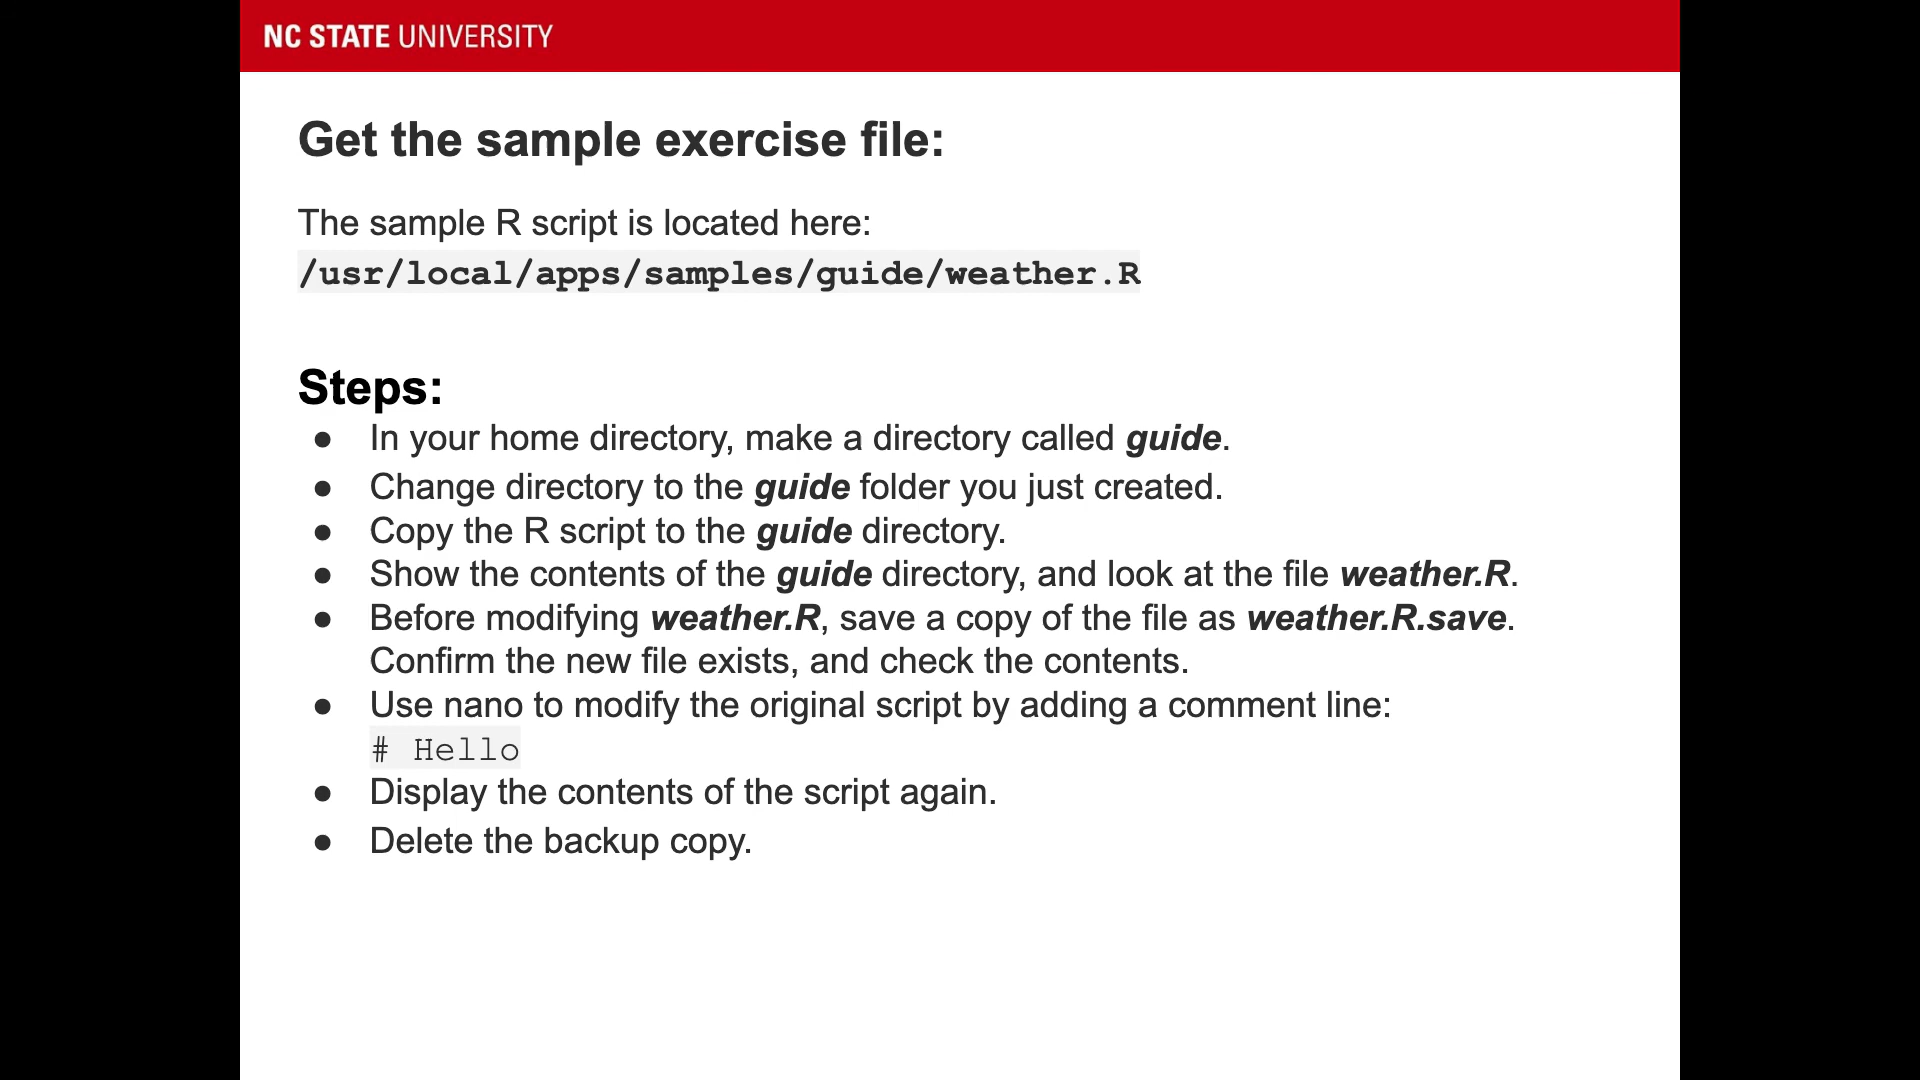 NC STATE UNIVERSITY
Get the sample exercise file:
The sample R script is located here:
/usr/local/apps/samples/guide/weather.R
Steps:
● In your home directory, make a directory called guide.
● Change directory to the guide folder you just created.
● Copy the R script to the guide directory.
● Show the contents of the guide directory, and look at the file weather.R.
● Before modifying weather.R, save a copy of the file as weather.R.save.
Confirm the new file exists, and check the contents.
● Use nano to modify the original script by adding a comment line:
# Hello
● Display the contents of the script again.
● Delete the backup copy.